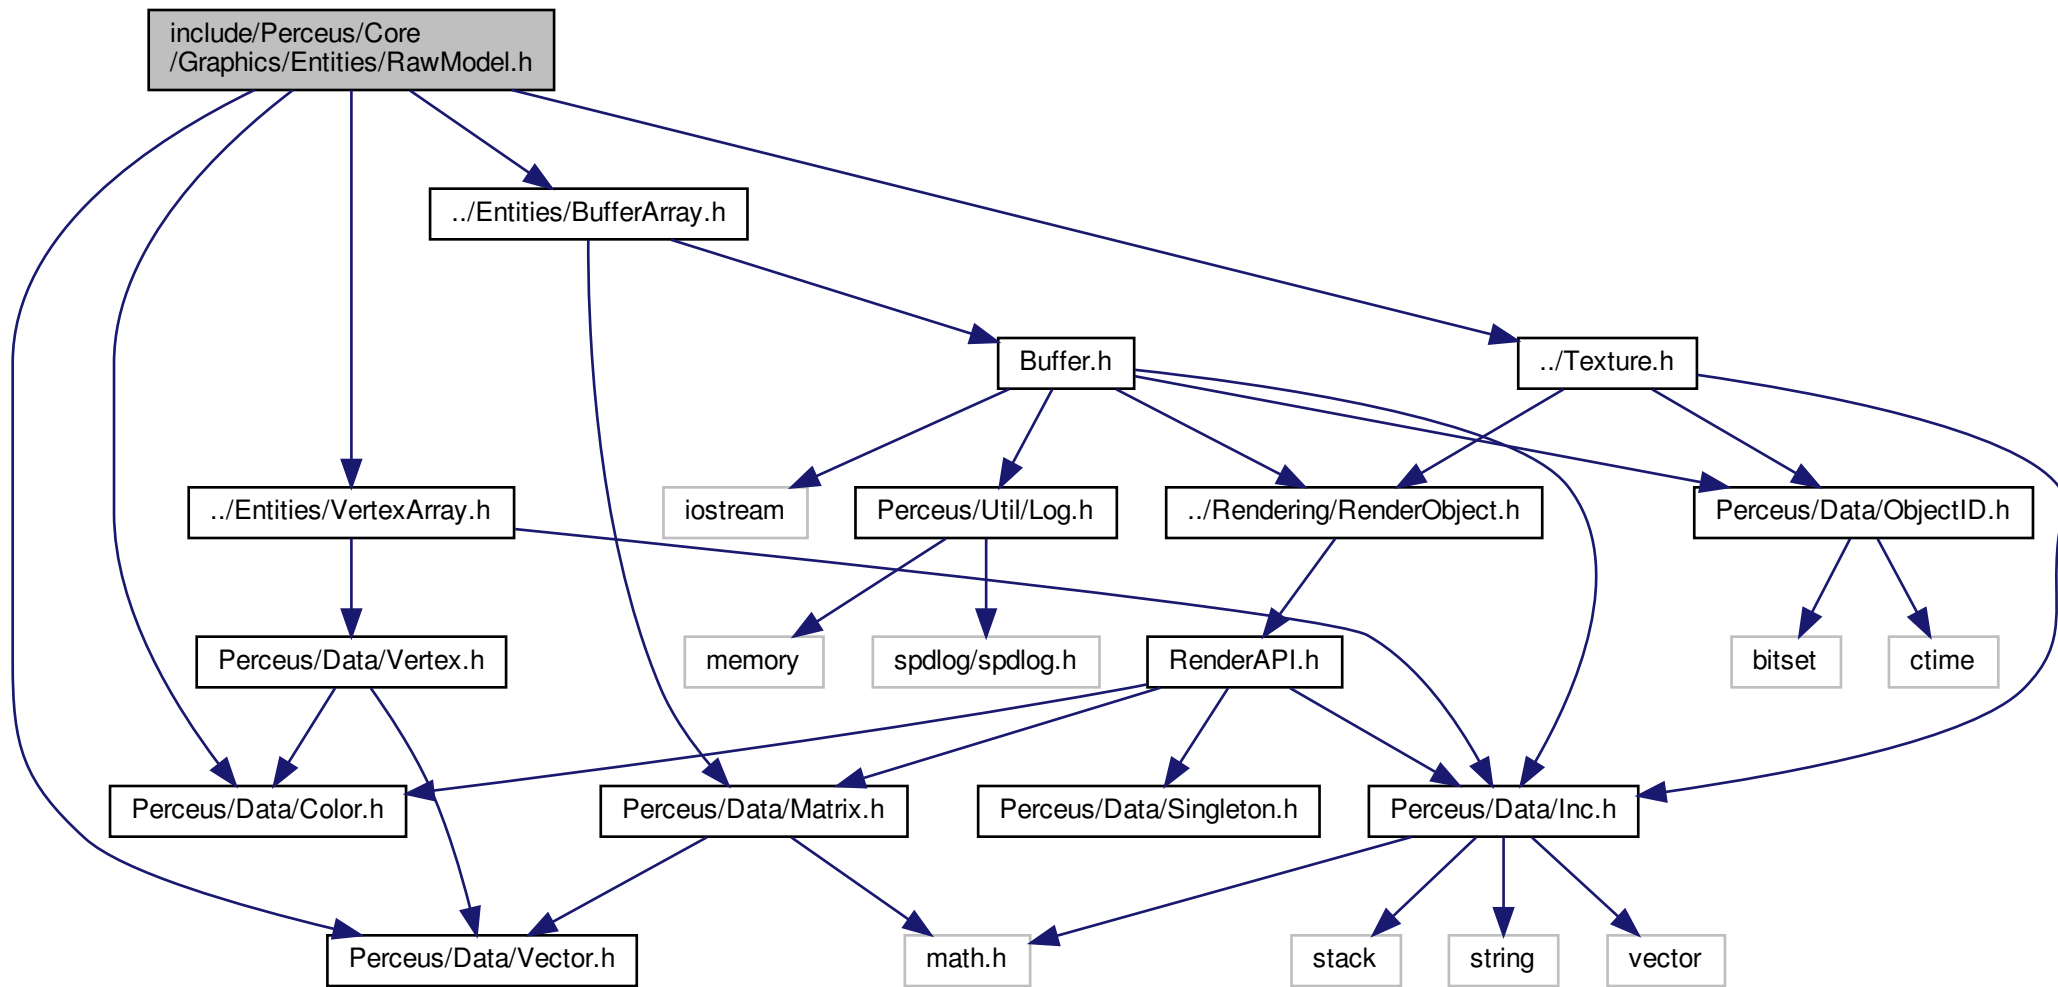 include/Perceus/Core
/Graphics/Entities/RawModel.h
../Entities/BufferArray.h
Buffer.h
../Texture.h
../Entities/VertexArray.h
iostream
Perceus/Util/Log.h
../Rendering/RenderObject.h
Perceus/Data/ObjectID.h
Perceus/Data/Vertex.h
memory
spdlog/spdlog.h
RenderAPI.h
bitset
ctime
Perceus/Data/Color.h
Perceus/Data/Matrix.h
Perceus/Data/Singleton.h
Perceus/Data/Inc.h
Perceus/Data/Vector.h
math.h
stack
string
vector